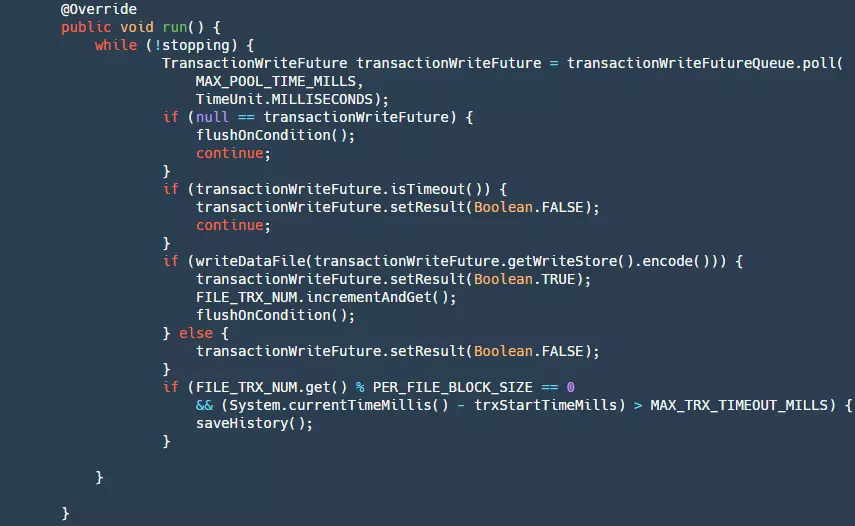 @Override
public void run() {
    while (!stopping) {
            TransactionWriteFuture transactionWriteFuture = transactionWriteFutureQueue.poll(
                MAX_POOL_TIME_MILLS,
                TimeUnit.MILLISECONDS);
            if (null == transactionWriteFuture) {
                flushOnCondition();
                continue;
            }
            if (transactionWriteFuture.isTimeout()) {
                transactionWriteFuture.setResult(Boolean.FALSE);
                continue;
            }
            if (writeDataFile(transactionWriteFuture.getWriteStore().encode())) {
                transactionWriteFuture.setResult(Boolean.TRUE);
                FILE_TRX_NUM.incrementAndGet();
                flushOnCondition();
            } else {
                transactionWriteFuture.setResult(Boolean.FALSE);
            }
            if (FILE_TRX_NUM.get() % PER_FILE_BLOCK_SIZE == 0
                && (System.currentTimeMillis() - trxStartTimeMills) > MAX_TRX_TIMEOUT_MILLS) {
                saveHistory();
            }
    }
}